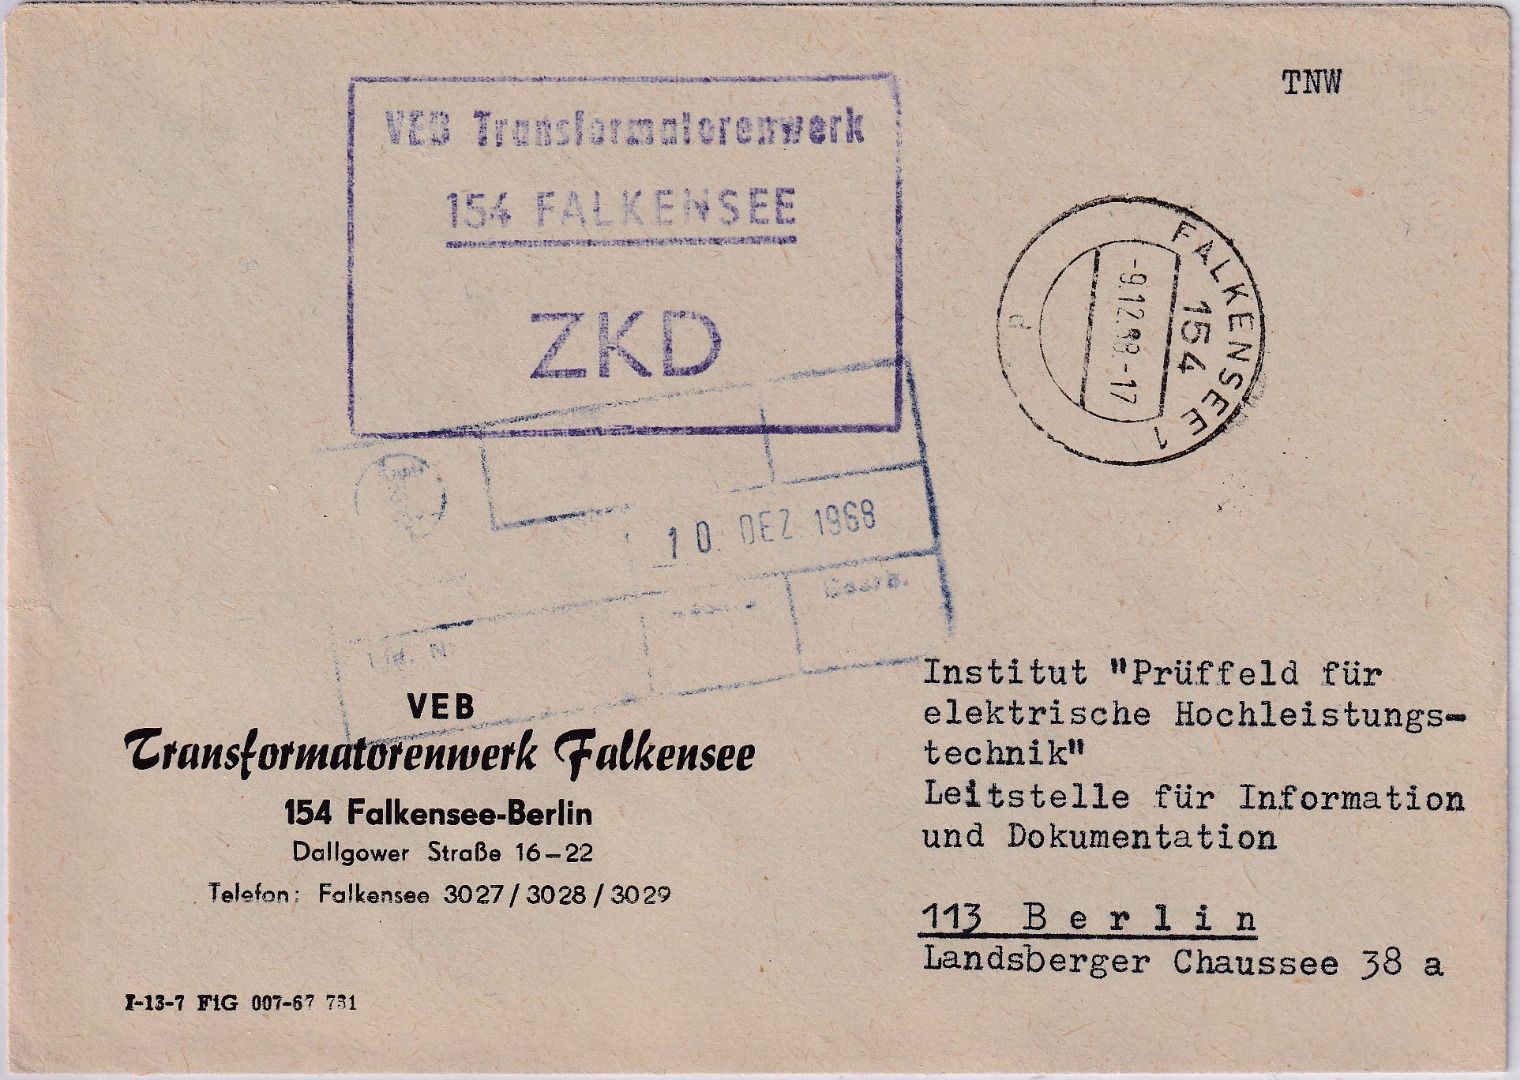 TNW
VEB Transformatorenwerk
154 FALKENSEE
ZKD
FALKENSEE 1
154
-9.12.68-17
10. DEZ. 1968
Lfd. N
VEB
Transformatorenwerk Falkensee
154 Falkensee-Berlin
Dallgower Straße 16–22
Telefon: Falkensee 3027/3028/3029
I-13-7 FiG 007-67 731
Institut "Prüffeld für
elektrische Hochleistungs-
technik"
Leitstelle für Information
und Dokumentation
113 Berlin
Landsberger Chaussee 38 a